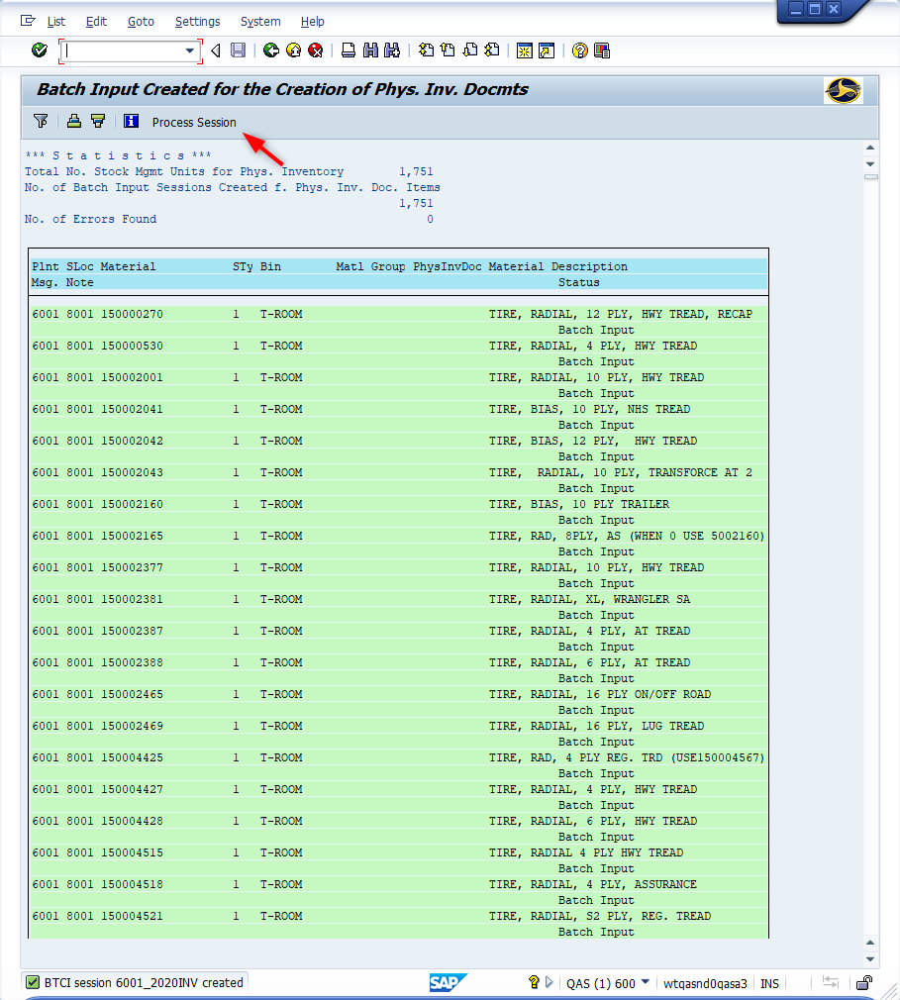 List Edit Goto Settings System Help
Batch Input Created for the Creation of Phys. Inv. Docmts
Process Session
*** S t a t i s t i c s ***
Total No. Stock Mgmt Units for Phys. Inventory 1,751
No. of Batch Input Sessions Created f. Phys. Inv. Doc. Items
1,751
No. of Errors Found 0
Plnt SLoc Material STy Bin Matl Group PhysInvDoc Material Description
Msg. Note Status
6001 8001 150000270 1 T-ROOM TIRE, RADIAL, 12 PLY, HWY TREAD, RECAP
Batch Input
6001 8001 150000530 1 T-ROOM TIRE, RADIAL, 4 PLY, HWY TREAD
Batch Input
6001 8001 150002001 1 T-ROOM TIRE, RADIAL, 10 PLY, HWY TREAD
Batch Input
6001 8001 150002041 1 T-ROOM TIRE, BIAS, 10 PLY, NHS TREAD
Batch Input
6001 8001 150002042 1 T-ROOM TIRE, BIAS, 12 PLY, HWY TREAD
Batch Input
6001 8001 150002043 1 T-ROOM TIRE, RADIAL, 10 PLY, TRANSFORCE AT 2
Batch Input
6001 8001 150002160 1 T-ROOM TIRE, BIAS, 10 PLY TRAILER
Batch Input
6001 8001 150002165 1 T-ROOM TIRE, RAD, 8PLY, AS (WHEN 0 USE 5002160)
Batch Input
6001 8001 150002377 1 T-ROOM TIRE, RADIAL, 10 PLY, HWY TREAD
Batch Input
6001 8001 150002381 1 T-ROOM TIRE, RADIAL, XL, WRANGLER SA
Batch Input
6001 8001 150002387 1 T-ROOM TIRE, RADIAL, 4 PLY, AT TREAD
Batch Input
6001 8001 150002388 1 T-ROOM TIRE, RADIAL, 6 PLY, AT TREAD
Batch Input
6001 8001 150002465 1 T-ROOM TIRE, RADIAL, 16 PLY ON/OFF ROAD
Batch Input
6001 8001 150002469 1 T-ROOM TIRE, RADIAL, 16 PLY, LUG TREAD
Batch Input
6001 8001 150004425 1 T-ROOM TIRE, RAD, 4 PLY REG. TRD (USE150004567)
Batch Input
6001 8001 150004427 1 T-ROOM TIRE, RADIAL, 4 PLY, HWY TREAD
Batch Input
6001 8001 150004428 1 T-ROOM TIRE, RADIAL, 6 PLY, HWY TREAD
Batch Input
6001 8001 150004515 1 T-ROOM TIRE, RADIAL 4 PLY HWY TREAD
Batch Input
6001 8001 150004518 1 T-ROOM TIRE, RADIAL, 4 PLY, ASSURANCE
Batch Input
6001 8001 150004521 1 T-ROOM TIRE, RADIAL, S2 PLY, REG. TREAD
Batch Input
BTCI session 6001_2020INV created SAP QAS (1) 600 wtqasnd0qasa3 INS